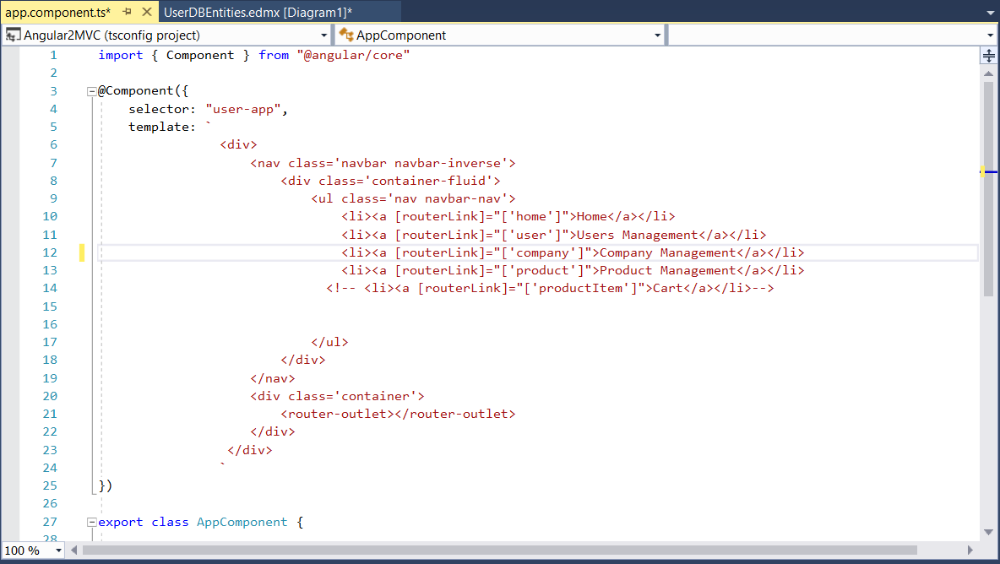 app.component.ts* UserDBEntities.edmx [Diagram1]*
Angular2MVC (tsconfig project) AppComponent
1 import { Component } from "@angular/core"
2
3 @Component({
4 selector: "user-app",
5 template: `
6 <div>
7 <nav class='navbar navbar-inverse'>
8 <div class='container-fluid'>
9 <ul class='nav navbar-nav'>
10 <li><a [routerLink]="['home']">Home</a></li>
11 <li><a [routerLink]="['user']">Users Management</a></li>
12 <li><a [routerLink]="['company']">Company Management</a></li>
13 <li><a [routerLink]="['product']">Product Management</a></li>
14 <!-- <li><a [routerLink]="['productItem']">Cart</a></li>-->
15
16
17 </ul>
18 </div>
19 </nav>
20 <div class='container'>
21 <router-outlet></router-outlet>
22 </div>
23 </div>
24 `
25 })
26
27 export class AppComponent {
28
100 %